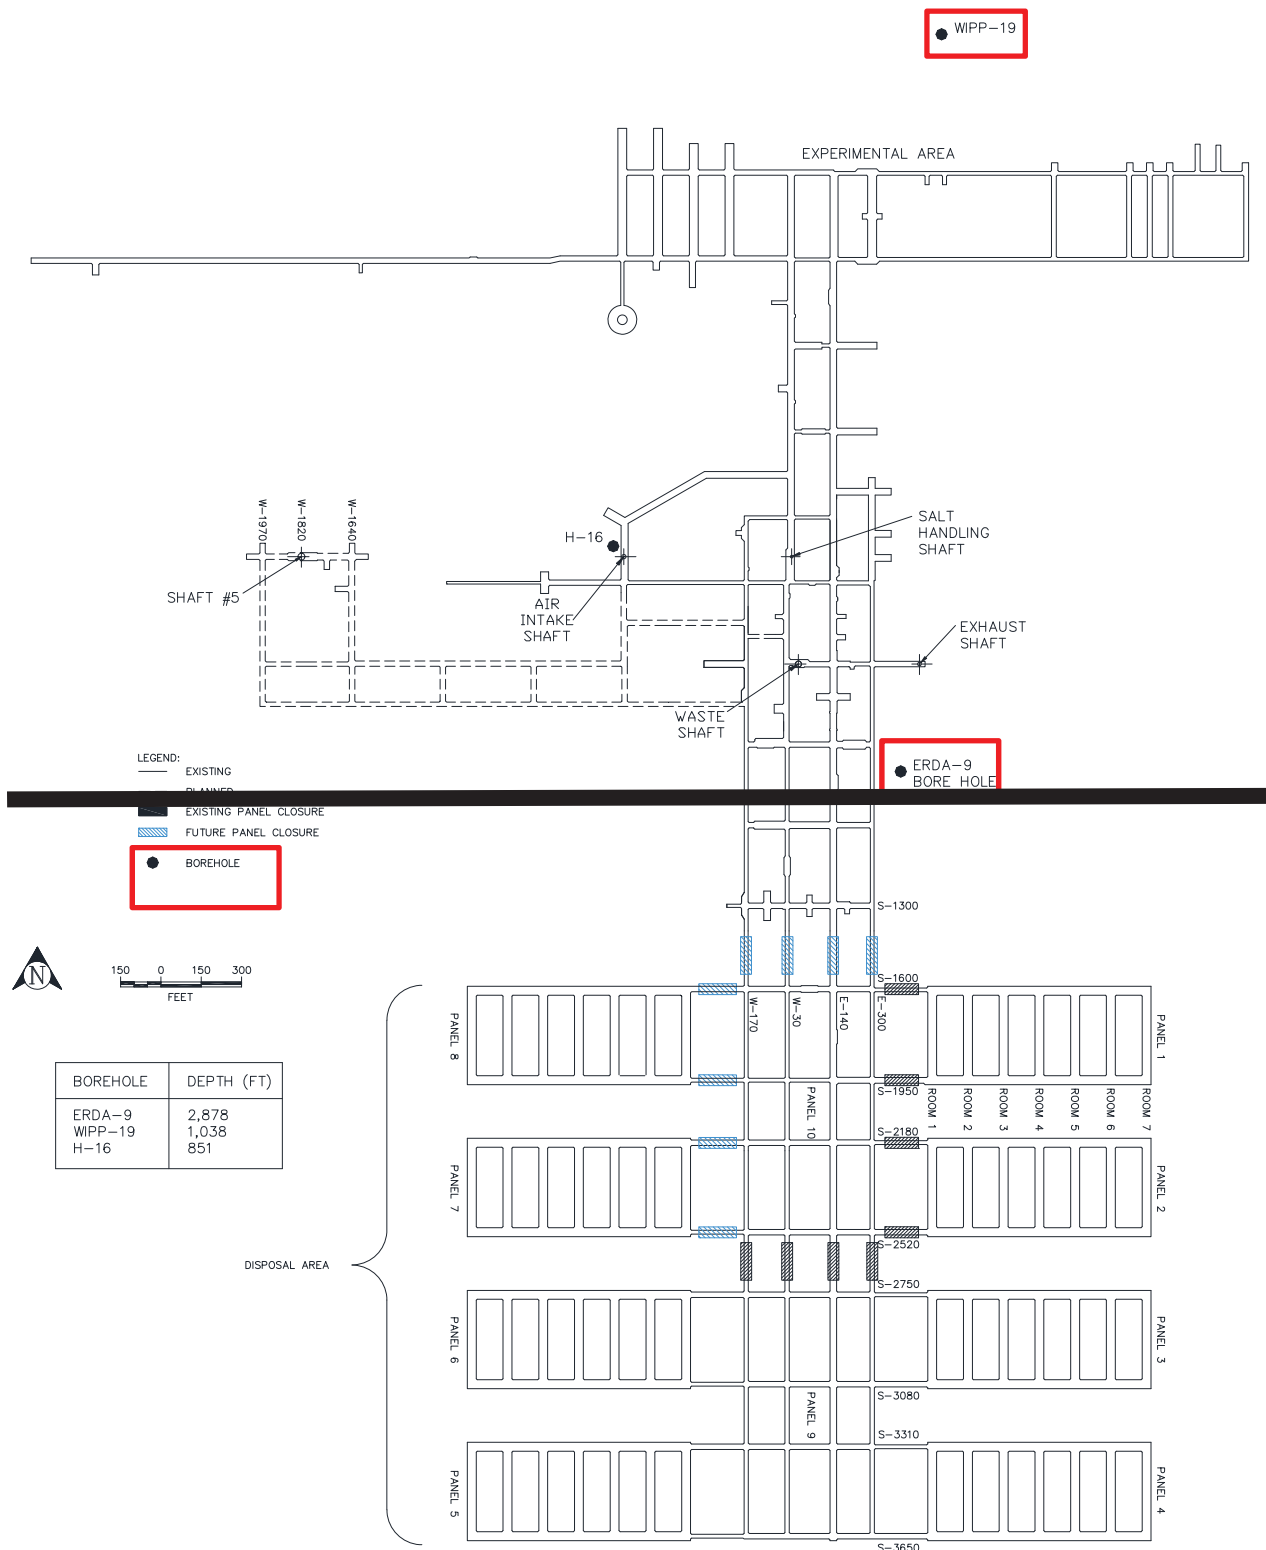 WIPP-19
EXPERIMENTAL AREA
W-1970
W-1820
W-1640
H-16
SALT
HANDLING
SHAFT
SHAFT #5
AIR
INTAKE
SHAFT
EXHAUST
SHAFT
WASTE
SHAFT
ERDA-9
BORE HOLE
LEGEND:
EXISTING
PLANNED
EXISTING PANEL CLOSURE
FUTURE PANEL CLOSURE
BOREHOLE
S-1300
N
150 0 150 300
FEET
S-1600
W-170
W-30
E-140
E-300
PANEL 8
PANEL 1
BOREHOLE DEPTH (FT)
ERDA-9 2,878
WIPP-19 1,038
H-16 851
S-1950
PANEL 10
ROOM 1
ROOM 2
ROOM 3
ROOM 4
ROOM 5
ROOM 6
ROOM 7
S-2180
PANEL 7
PANEL 2
S-2520
DISPOSAL AREA
S-2750
PANEL 6
PANEL 3
S-3080
PANEL 9
S-3310
PANEL 5
PANEL 4
S-3650